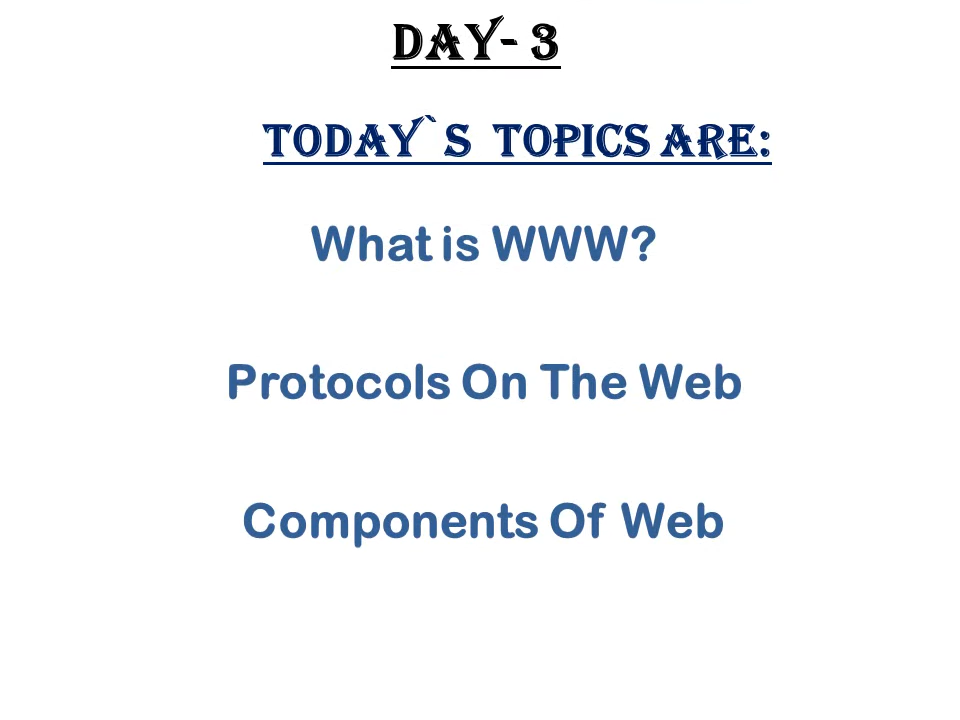 DAY- 3
TODAY`S TOPICS ARE:
What is WWW?
Protocols On The Web
Components Of Web